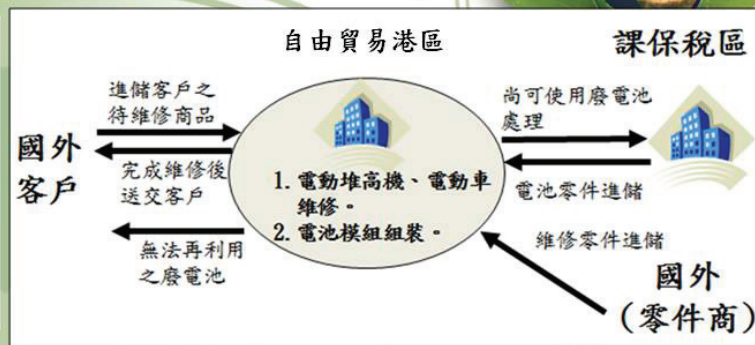 自由貿易港區
課保稅區
進儲客戶之
待維修商品
國外
客戶
完成維修後
送交客戶
無法再利用
之廢電池
1. 電動堆高機、電動車
維修。
2. 電池模組組裝。
尚可使用廢電池
處理
電池零件進儲
維修零件進儲
國外
(零件商)